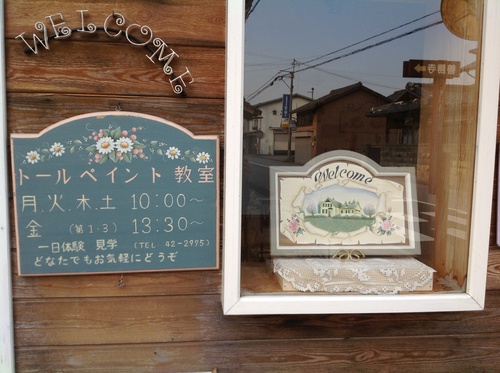 WELCOME
トールペイント 教室
月.火.木.土 10:00～
金 (第1・3) 13:30～
一日体験 見学 (TEL 42-2995)
どなたでもお気軽にどうぞ
Welcome